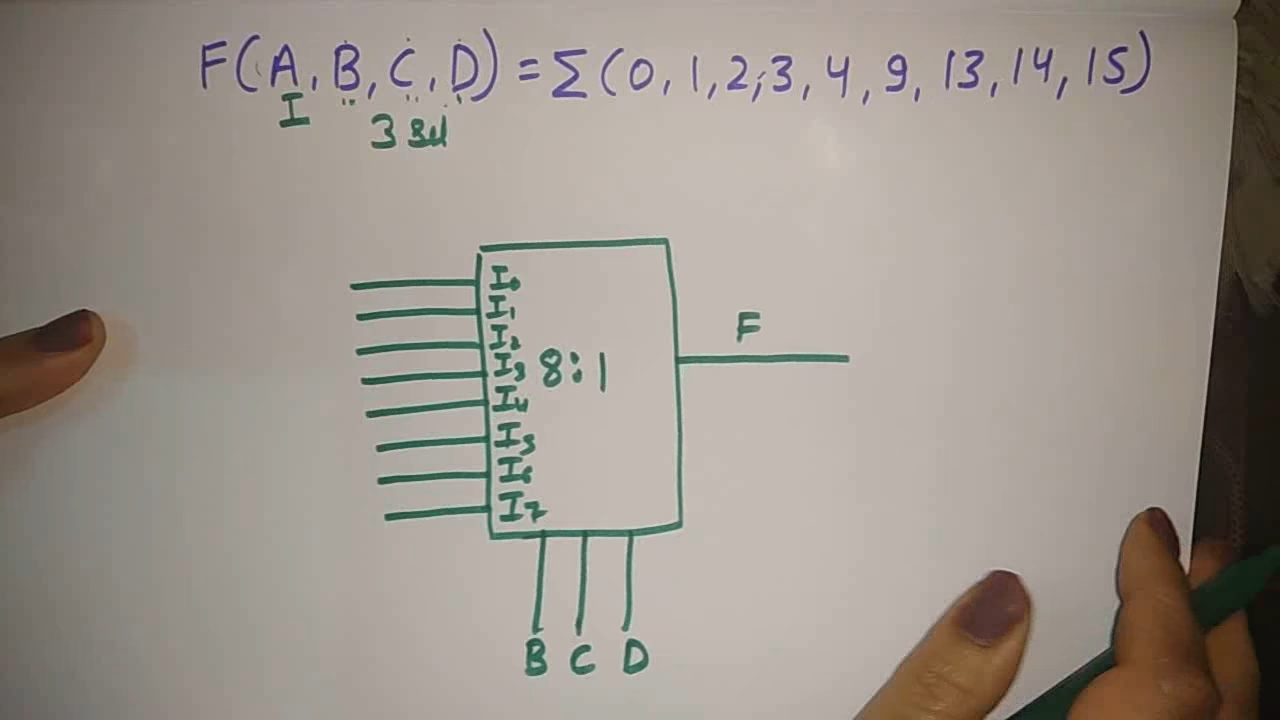 F(A, B, C, D) = Σ(0, 1, 2, 3, 4, 9, 13, 14, 15)
I 3 sel
I0
I1
I2
I3
8:1
I4
I5
I6
I7
F
B C D